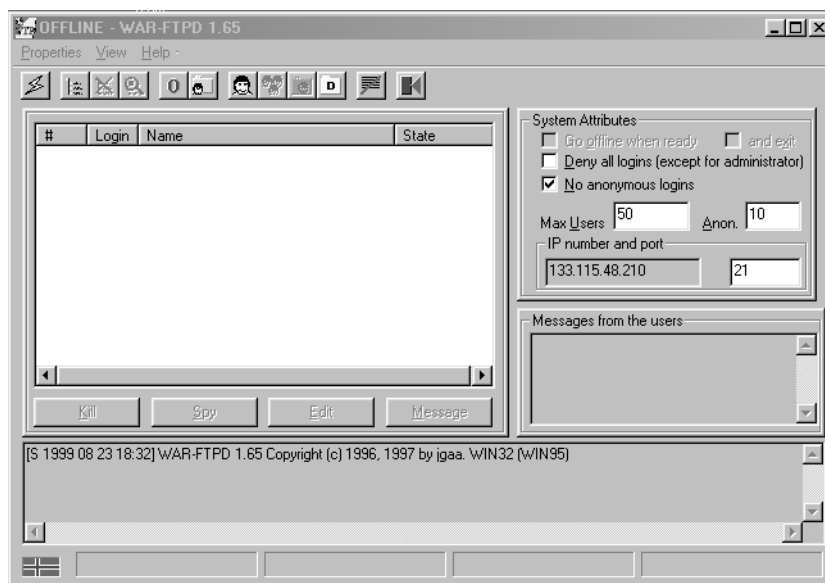 OFFLINE - WAR-FTPD 1.65
Properties View Help
# Login Name State
Kill Spy Edit Message
System Attributes
Go offline when ready and exit
Deny all logins (except for administrator)
No anonymous logins
Max Users 50 Anon. 10
IP number and port
133.115.48.210 21
Messages from the users
[S 1999 08 23 18:32] WAR-FTPD 1.65 Copyright (c) 1996, 1997 by jgaa. WIN32 (WIN95)